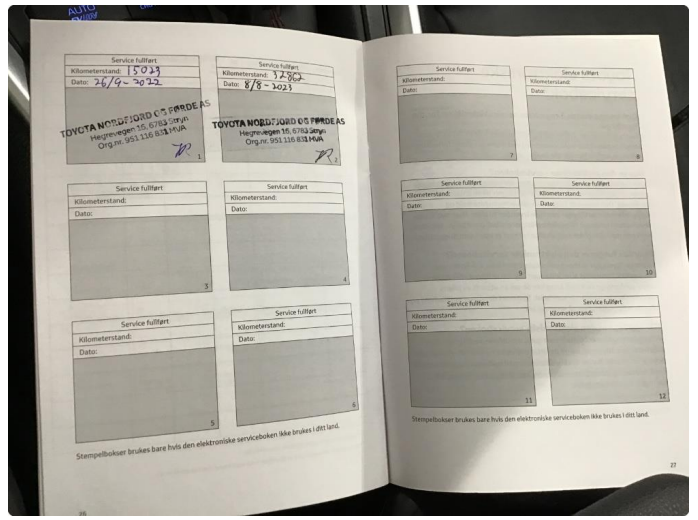 AUTO
Service fullført
Kilometerstand: 15023
Dato: 26/9-2022
TOYOTA NORDFJORD OG FØRDE AS
Hegrevegen 15, 6783 Stryn
Org.nr. 951 116 831 MVA
1
Service fullført
Kilometerstand: 32862
Dato: 8/8-2023
TOYOTA NORDFJORD OG FØRDE AS
Hegrevegen 15, 6783 Stryn
Org.nr. 951 116 831 MVA
2
Service fullført
Kilometerstand:
Dato:
3
Service fullført
Kilometerstand:
Dato:
4
Service fullført
Kilometerstand:
Dato:
5
Service fullført
Kilometerstand:
Dato:
6
Stempelbokser brukes bare hvis den elektroniske serviceboken ikke brukes i ditt land.
26
Service fullført
Kilometerstand:
Dato:
7
Service fullført
Kilometerstand:
Dato:
8
Service fullført
Kilometerstand:
Dato:
9
Service fullført
Kilometerstand:
Dato:
10
Service fullført
Kilometerstand:
Dato:
11
Service fullført
Kilometerstand:
Dato:
12
Stempelbokser brukes bare hvis den elektroniske serviceboken ikke brukes i ditt land.
27